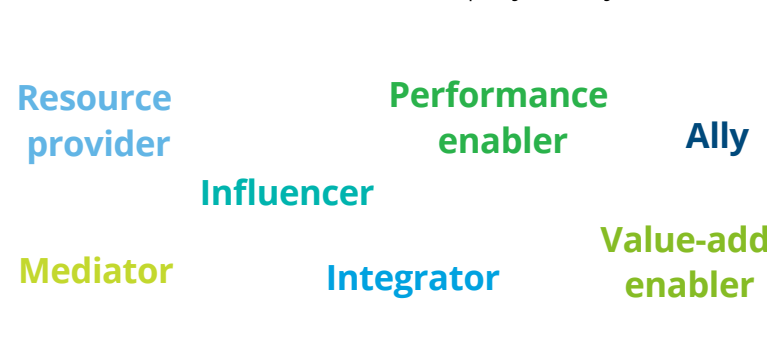 Resource
provider
Performance
enabler
Ally
Influencer
Value-add
enabler
Mediator
Integrator